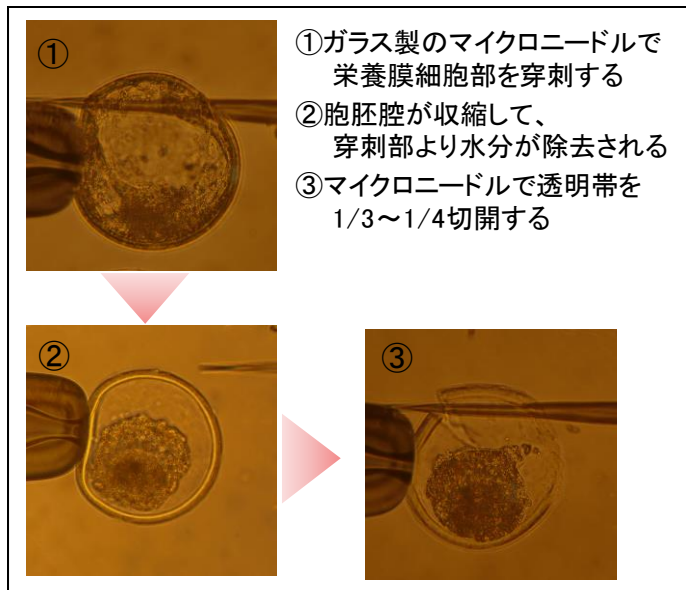 ①
①ガラス製のマイクロニードルで
栄養膜細胞部を穿刺する
②胞胚腔が収縮して、
穿刺部より水分が除去される
③マイクロニードルで透明帯を
1/3～1/4切開する
②
③